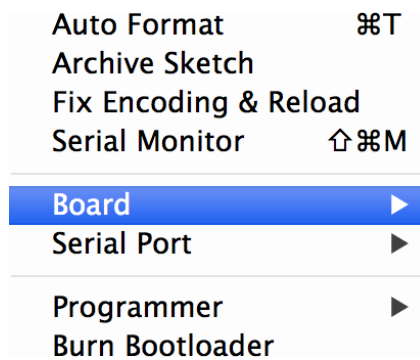 Auto Format ⌘T
Archive Sketch
Fix Encoding & Reload
Serial Monitor ⇧⌘M
Board ▶
Serial Port ▶
Programmer ▶
Burn Bootloader